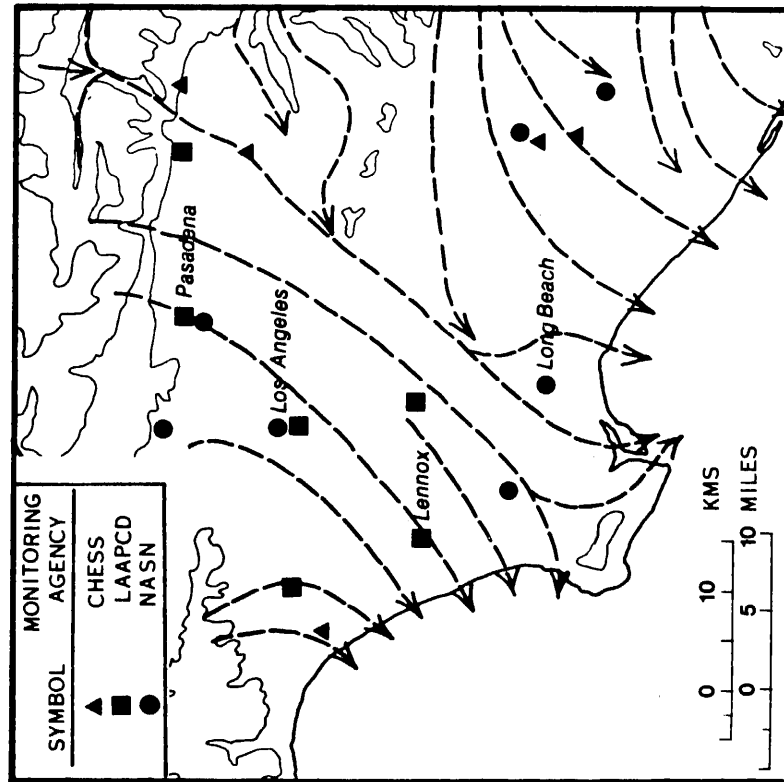 SYMBOL MONITORING AGENCY
CHESS
LAAPCD
NASN
Pasadena
Los Angeles
Lennox
Long Beach
0 10 KMS
0 5 10 MILES